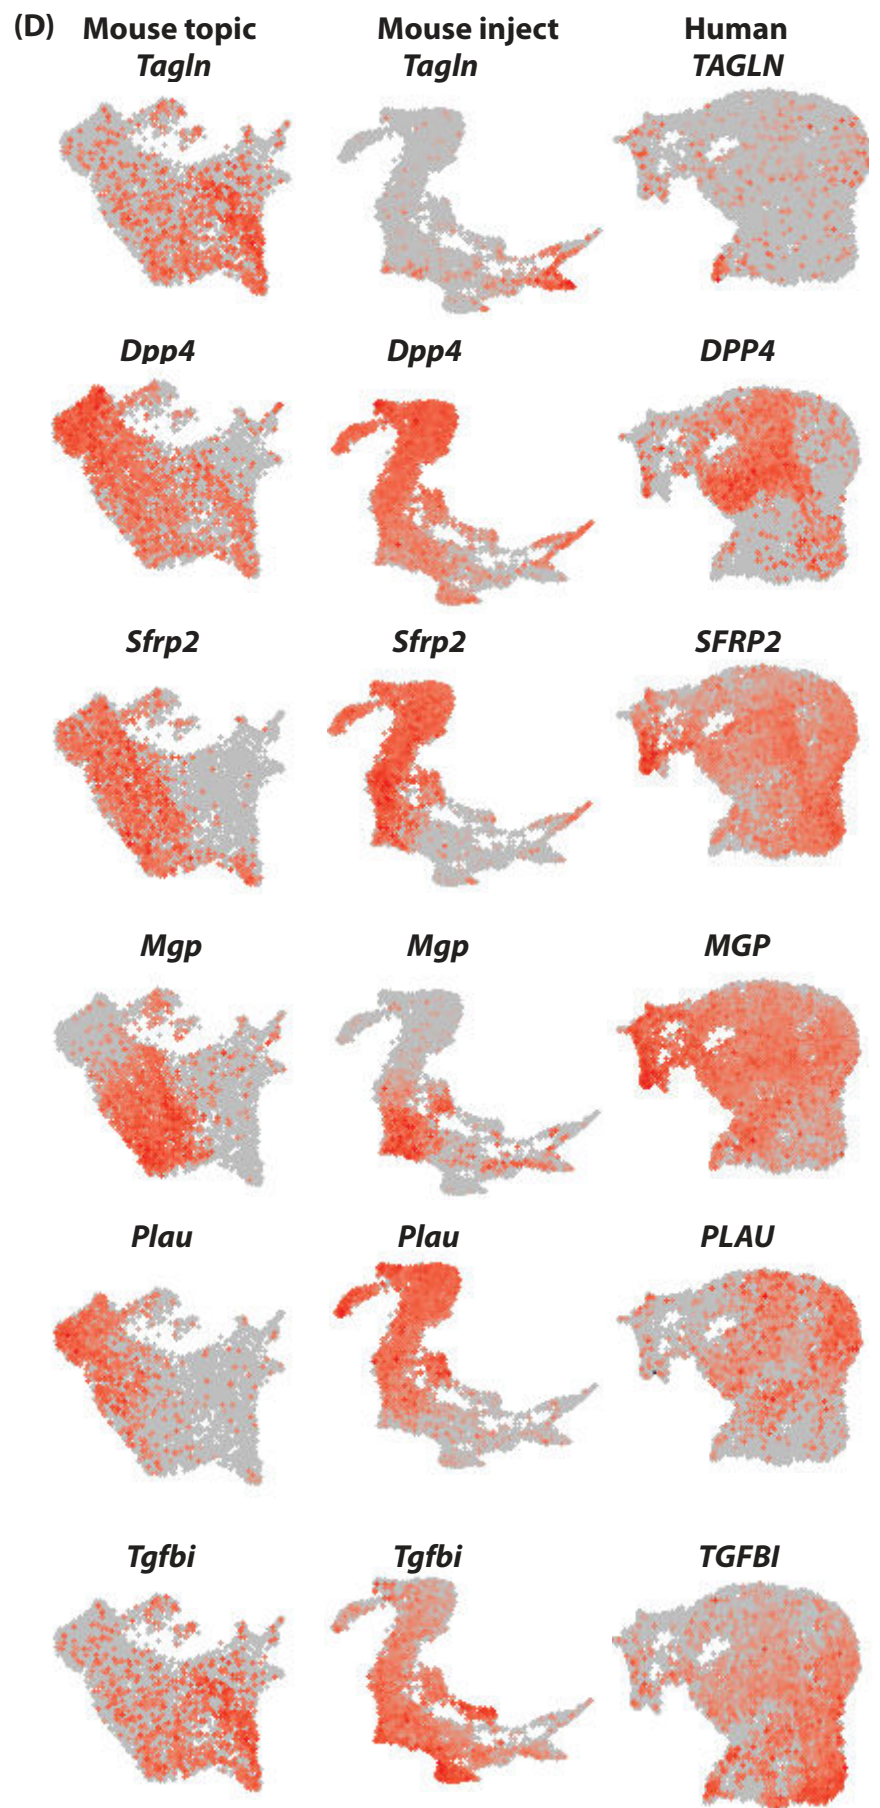 (D) Mouse topic Mouse inject Human
Tagln Tagln TAGLN
Dpp4 Dpp4 DPP4
Sfrp2 Sfrp2 SFRP2
Mgp Mgp MGP
Plau Plau PLAU
Tgfbi Tgfbi TGFBI